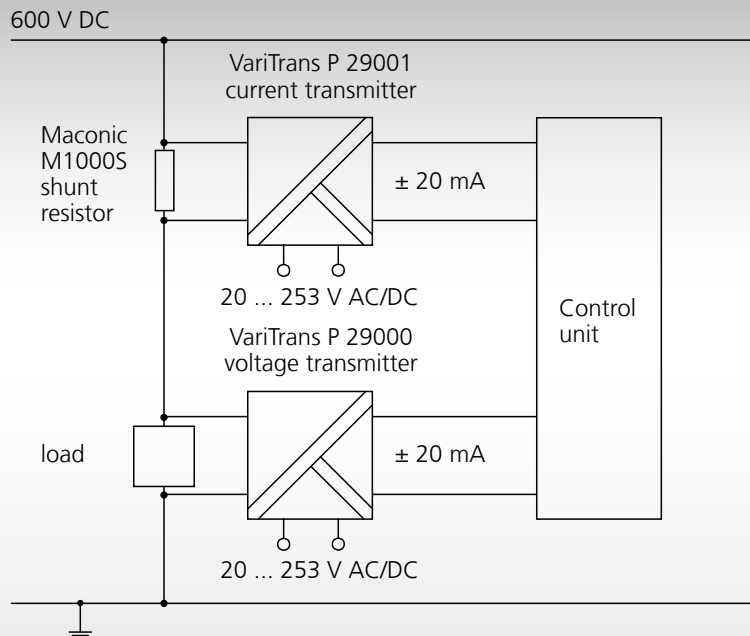 600 V DC
VariTrans P 29001
current transmitter
Maconic
M1000S
shunt
resistor
± 20 mA
20 ... 253 V AC/DC
VariTrans P 29000
voltage transmitter
Control
unit
load
± 20 mA
20 ... 253 V AC/DC